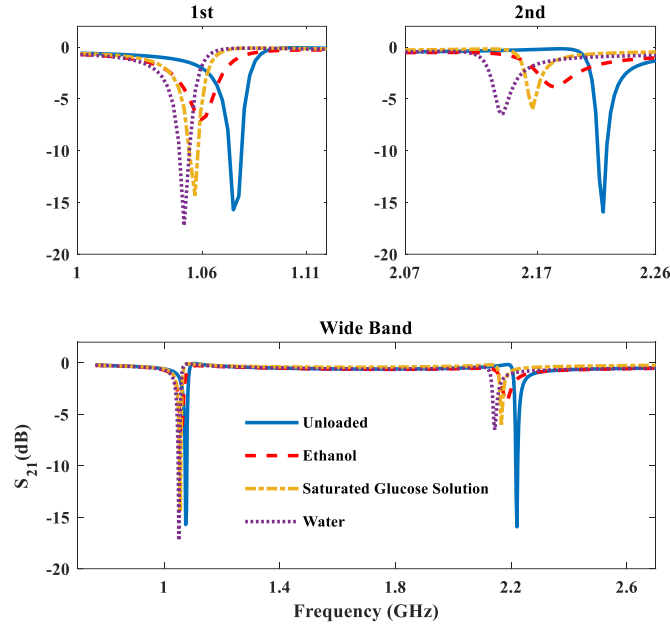 1st
2nd
0
-5
-10
-15
-20
1
1.06
1.11
0
-5
-10
-15
-20
2.07
2.17
2.26
Wide Band
S21(dB)
0
-5
-10
-15
-20
Unloaded
Ethanol
Saturated Glucose Solution
Water
1
1.4
1.8
2.2
2.6
Frequency (GHz)